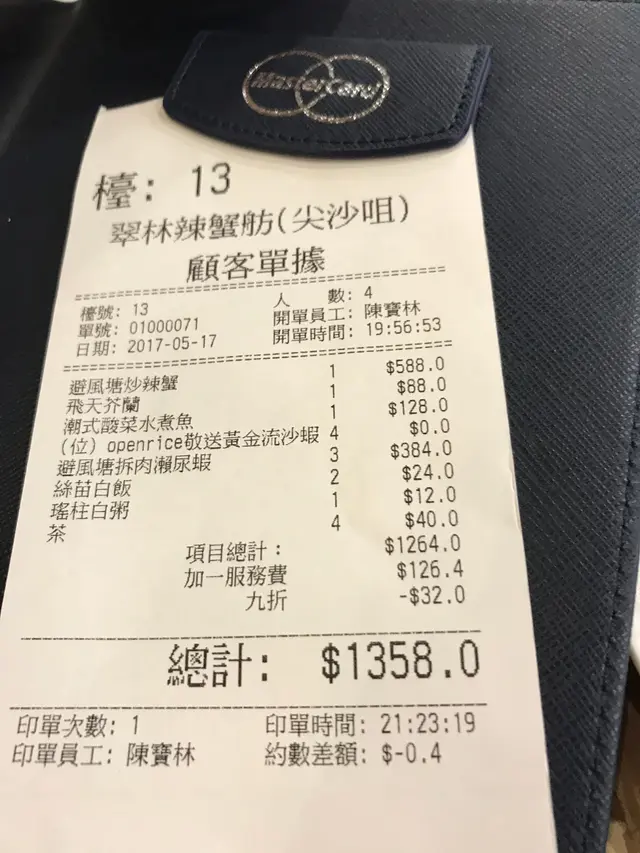 MasterCard
檯: 13
翠林辣蟹舫(尖沙咀)
顧客單據
檯號: 13 人 數: 4
單號: 01000071 開單員工: 陳寶林
日期: 2017-05-17 開單時間: 19:56:53
避風塘炒辣蟹 1 $588.0
飛天芥蘭 1 $88.0
潮式酸菜水煮魚 1 $128.0
(位) openrice敬送黃金流沙蝦 4 $0.0
避風塘拆肉瀨尿蝦 3 $384.0
絲苗白飯 2 $24.0
瑤柱白粥 1 $12.0
茶 4 $40.0
項目總計: $1264.0
加一服務費 $126.4
九折 -$32.0
總計: $1358.0
印單次數: 1 印單時間: 21:23:19
印單員工: 陳寶林 約數差額: $-0.4